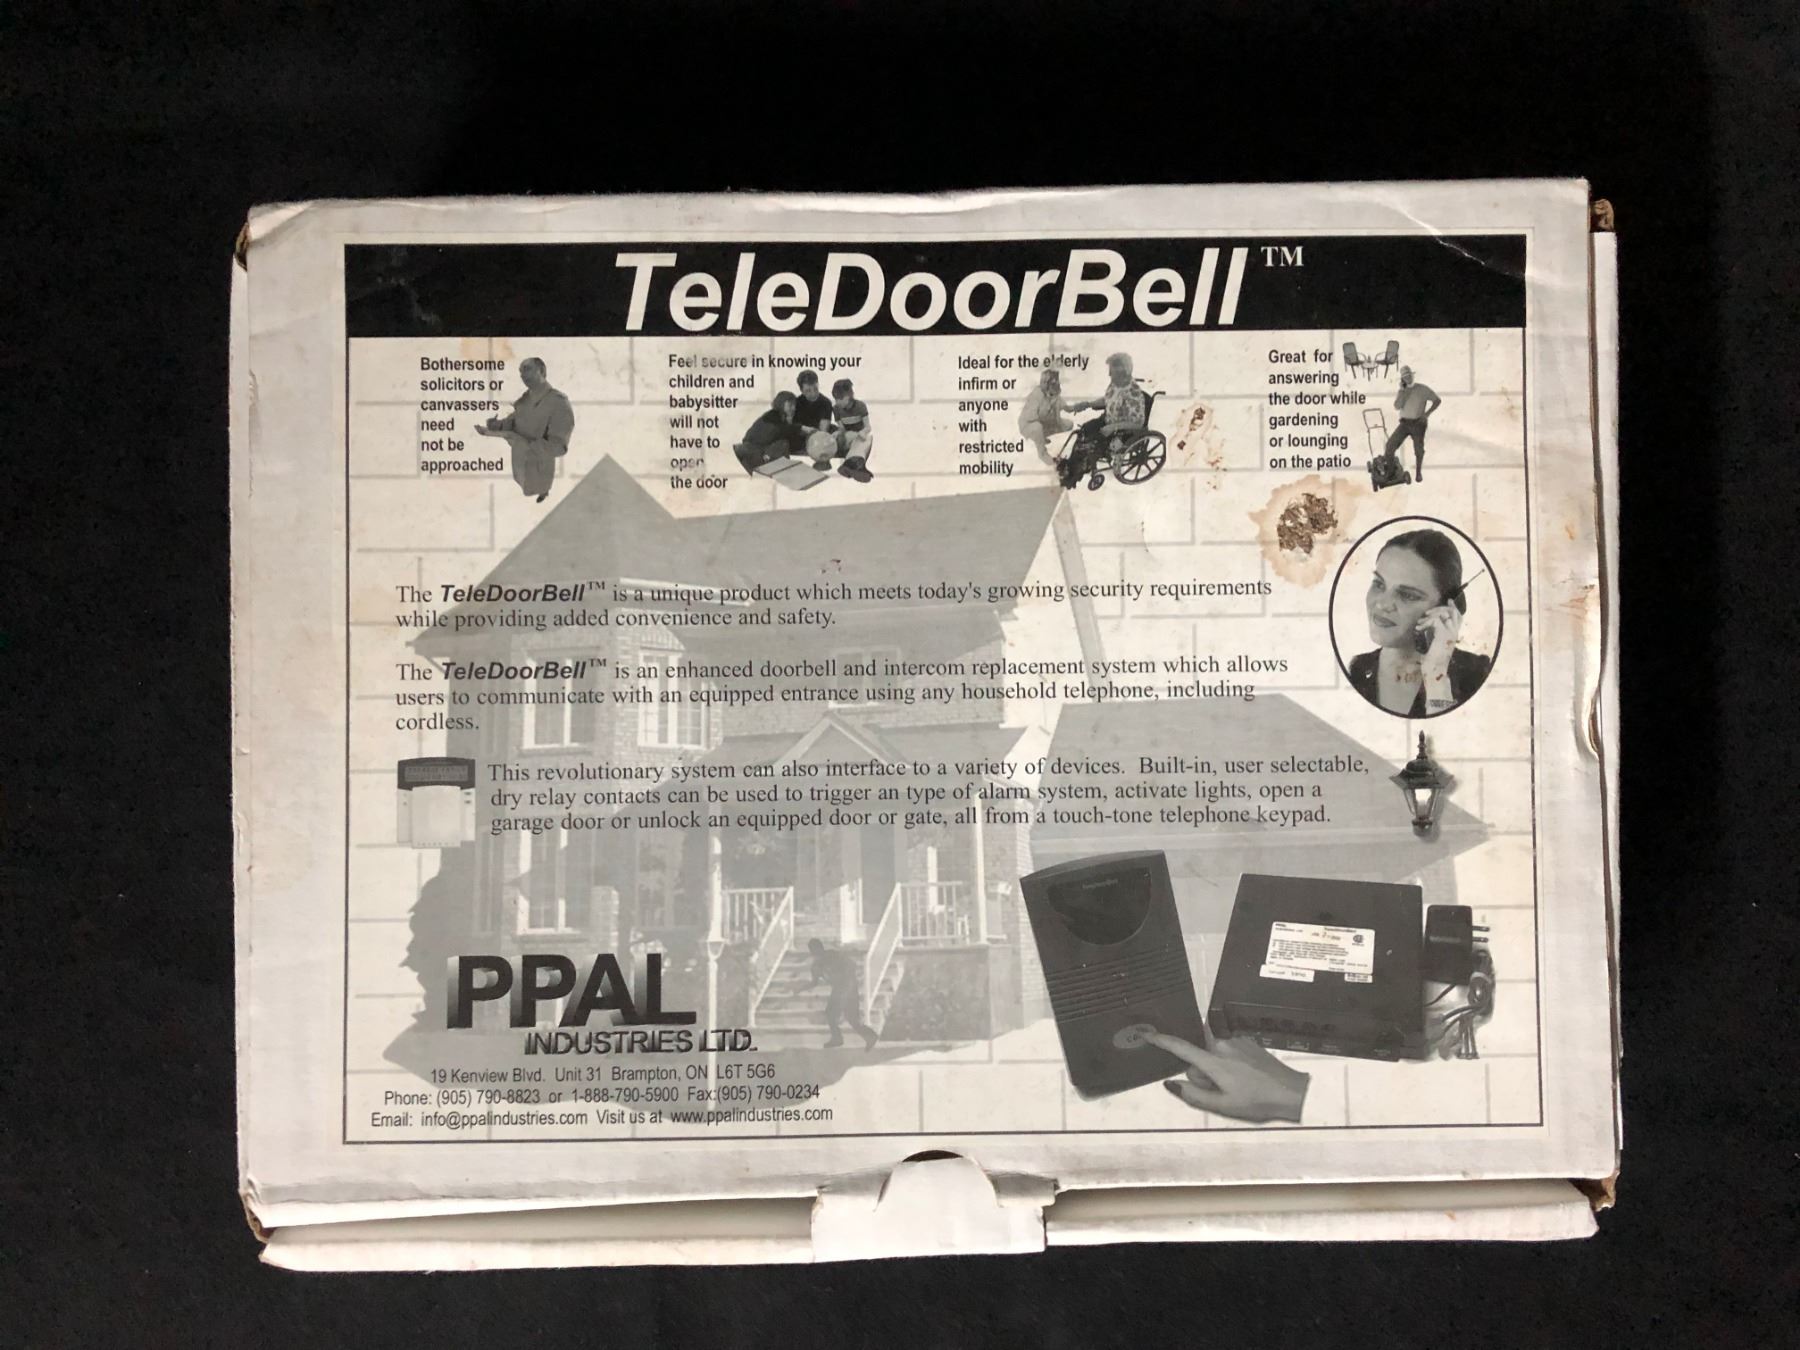 TeleDoorBell™
Bothersome
solicitors or
canvassers
need
not be
approached
Feel secure in knowing your
children and
babysitter
will not
have to
open
the door
Ideal for the elderly
infirm or
anyone
with
restricted
mobility
Great for
answering
the door while
gardening
or lounging
on the patio
The TeleDoorBell™ is a unique product which meets today's growing security requirements
while providing added convenience and safety.
The TeleDoorBell™ is an enhanced doorbell and intercom replacement system which allows
users to communicate with an equipped entrance using any household telephone, including
cordless.
This revolutionary system can also interface to a variety of devices. Built-in, user selectable,
dry relay contacts can be used to trigger an type of alarm system, activate lights, open a
garage door or unlock an equipped door or gate, all from a touch-tone telephone keypad.
PPAL
INDUSTRIES LTD.
19 Kenview Blvd. Unit 31 Brampton, ON L6T 5G6
Phone: (905) 790-8823 or 1-888-790-5900 Fax:(905) 790-0234
Email: info@ppalindustries.com Visit us at www.ppalindustries.com